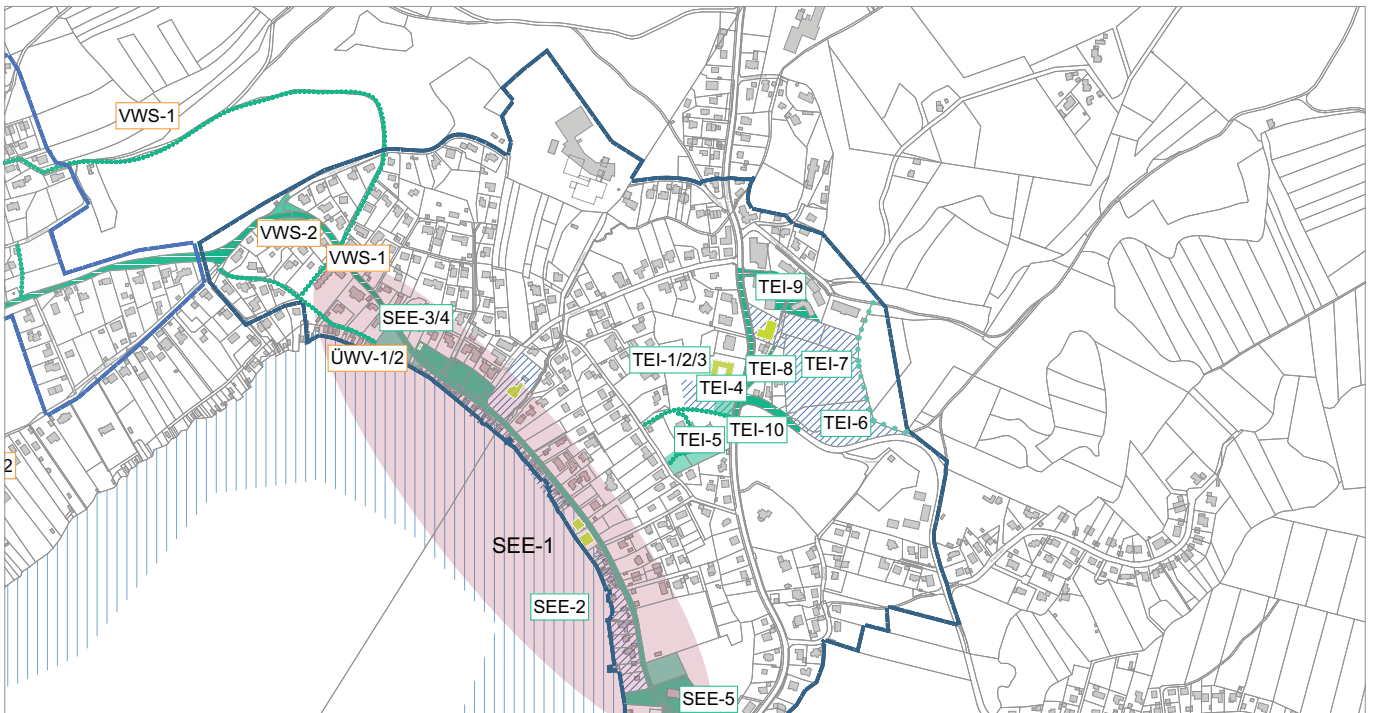 VWS-1
VWS-2
VWS-1
TEI-9
SEE-3/4
ÜWV-1/2
TEI-1/2/3
TEI-8
TEI-7
TEI-4
TEI-6
TEI-10
TEI-5
2
SEE-1
SEE-2
SEE-5